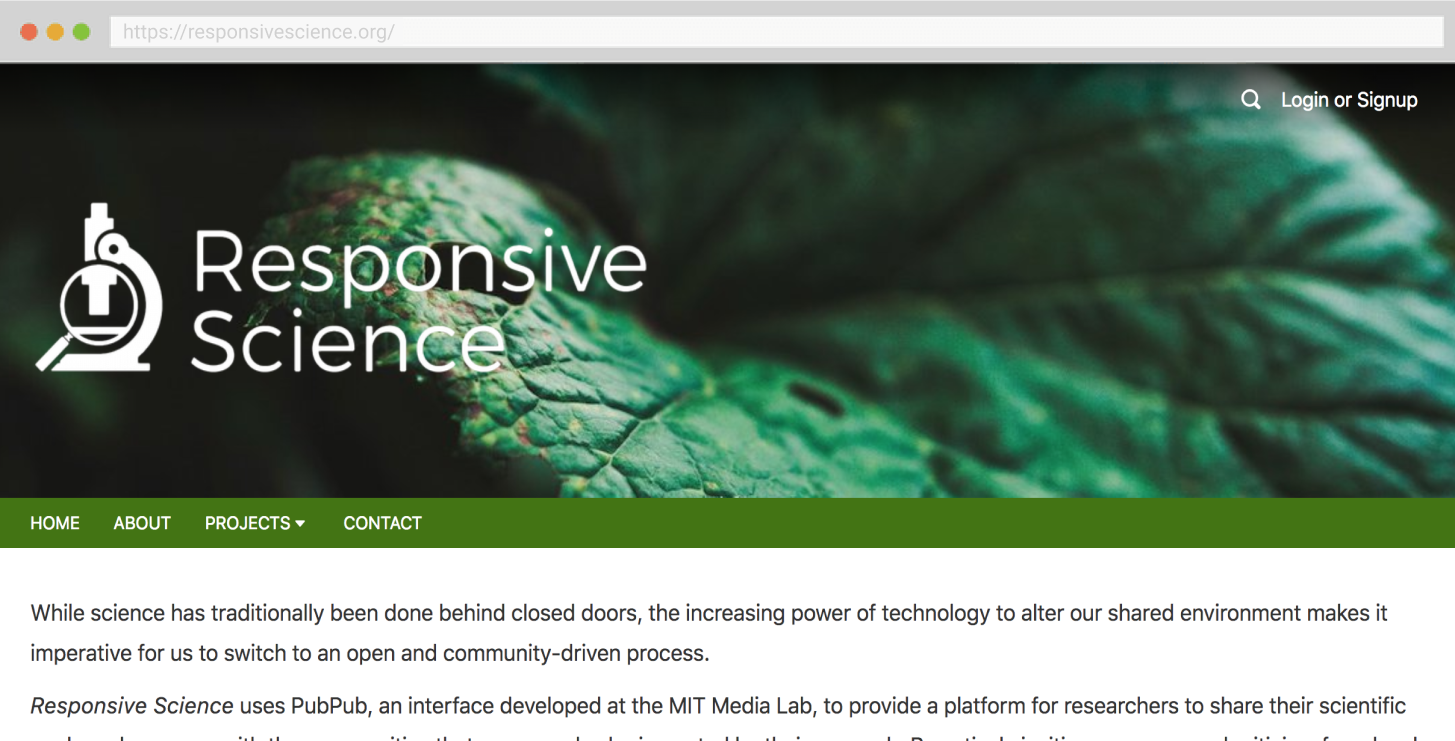 https://responsivescience.org/
Login or Signup
Responsive
Science
HOME ABOUT PROJECTS CONTACT
While science has traditionally been done behind closed doors, the increasing power of technology to alter our shared environment makes it
imperative for us to switch to an open and community-driven process.
Responsive Science uses PubPub, an interface developed at the MIT Media Lab, to provide a platform for researchers to share their scientific